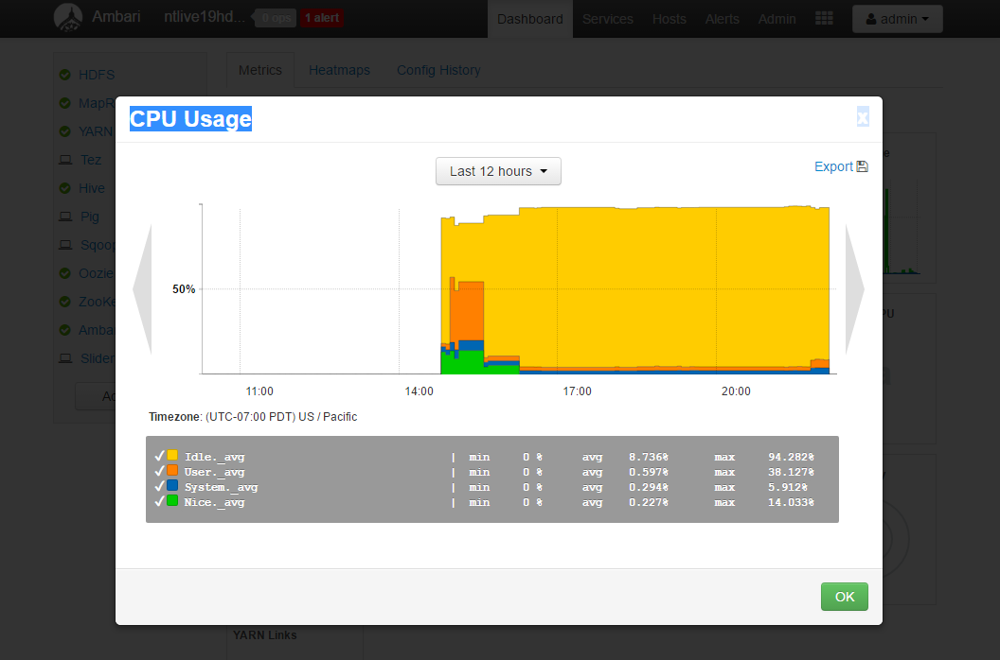 Ambari ntlive19hd... 0 ops 1 alert Dashboard Services Hosts Alerts Admin admin
HDFS
MapR
YARN
Tez
Hive
Pig
Sqoop
Oozie
ZooKe
Amba
Slider
Ac
Metrics Heatmaps Config History
CPU Usage x
Last 12 hours
Export
50%
11:00 14:00 17:00 20:00
Timezone: (UTC-07:00 PDT) US / Pacific
Idle._avg | min 0 % avg 8.736% max 94.282%
User._avg | min 0 % avg 0.597% max 38.127%
System._avg | min 0 % avg 0.294% max 5.912%
Nice._avg | min 0 % avg 0.227% max 14.033%
OK
YARN Links